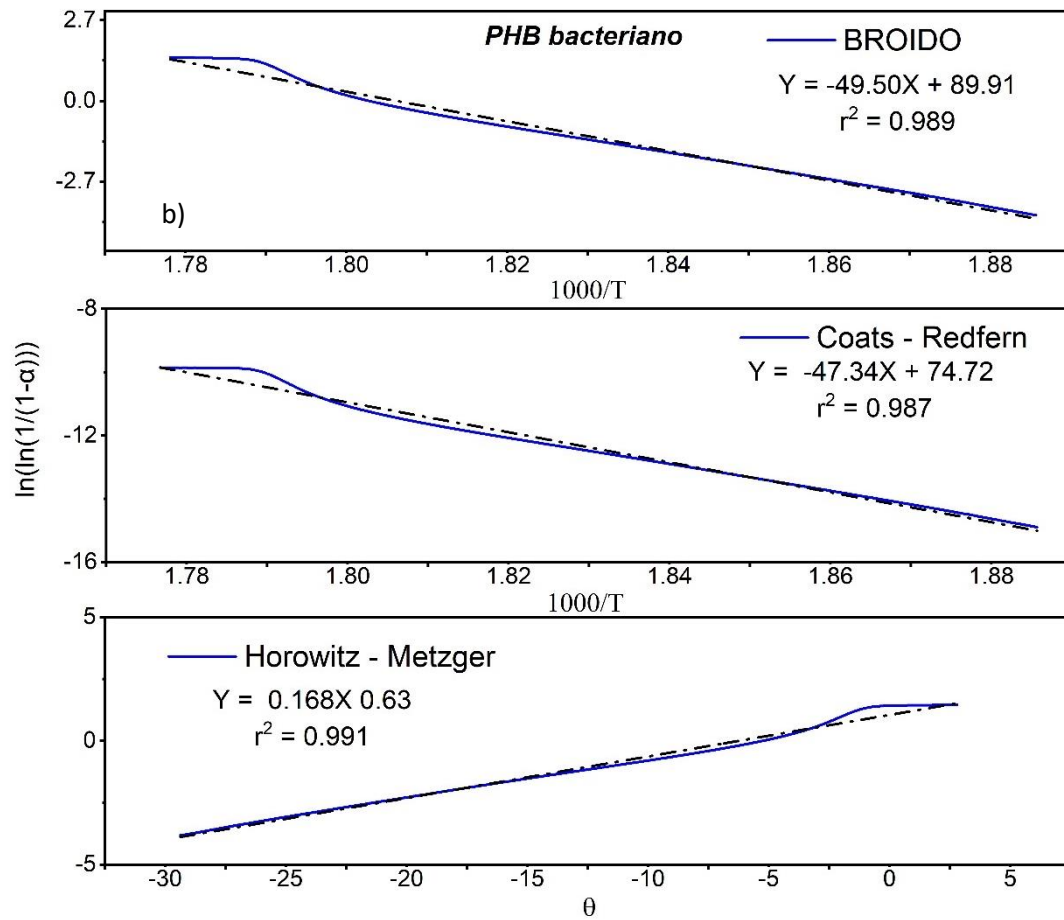 PHB bacteriano
BROIDO
Y = -49.50X + 89.91
r² = 0.989
b)
2.7
0.0
-2.7
1.78 1.80 1.82 1.84 1.86 1.88
1000/T
ln(ln(1/(1-α)))
Coats - Redfern
Y = -47.34X + 74.72
r² = 0.987
-8
-12
-16
1.78 1.80 1.82 1.84 1.86 1.88
1000/T
Horowitz - Metzger
Y = 0.168X 0.63
r² = 0.991
5
0
-5
-30 -25 -20 -15 -10 -5 0 5
θ